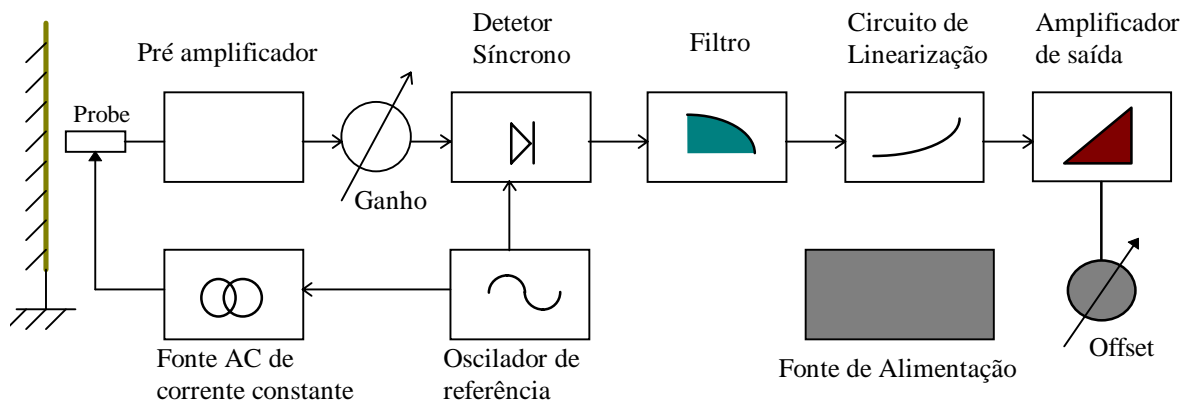 Pré amplificador
Detetor
Síncrono
Filtro
Circuito de
Linearização
Amplificador
de saída
Probe
Ganho
Fonte AC de
corrente constante
Oscilador de
referência
Fonte de Alimentação
Offset